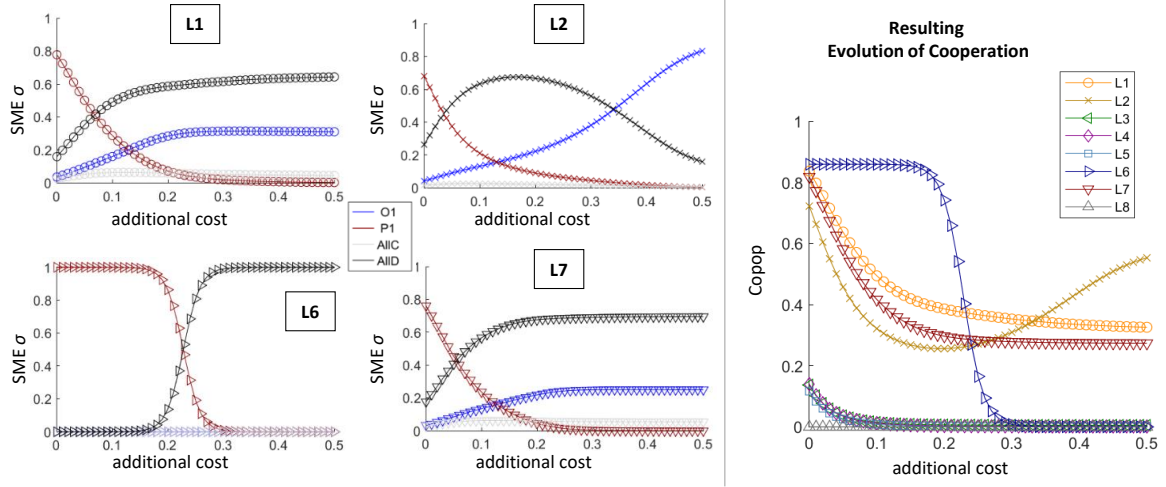 L1
SME σ
1
0.8
0.6
0.4
0.2
0
0 0.1 0.2 0.3 0.4 0.5
additional cost
L2
SME σ
1
0.8
0.6
0.4
0.2
0
0 0.1 0.2 0.3 0.4 0.5
additional cost
O1
P1
AllC
AllD
L6
SME σ
1
0.8
0.6
0.4
0.2
0
0 0.1 0.2 0.3 0.4 0.5
additional cost
L7
SME σ
1
0.8
0.6
0.4
0.2
0
0 0.1 0.2 0.3 0.4 0.5
additional cost
Resulting
Evolution of Cooperation
L1
L2
L3
L4
L5
L6
L7
L8
Copop
1
0.8
0.6
0.4
0.2
0
0 0.1 0.2 0.3 0.4 0.5
additional cost